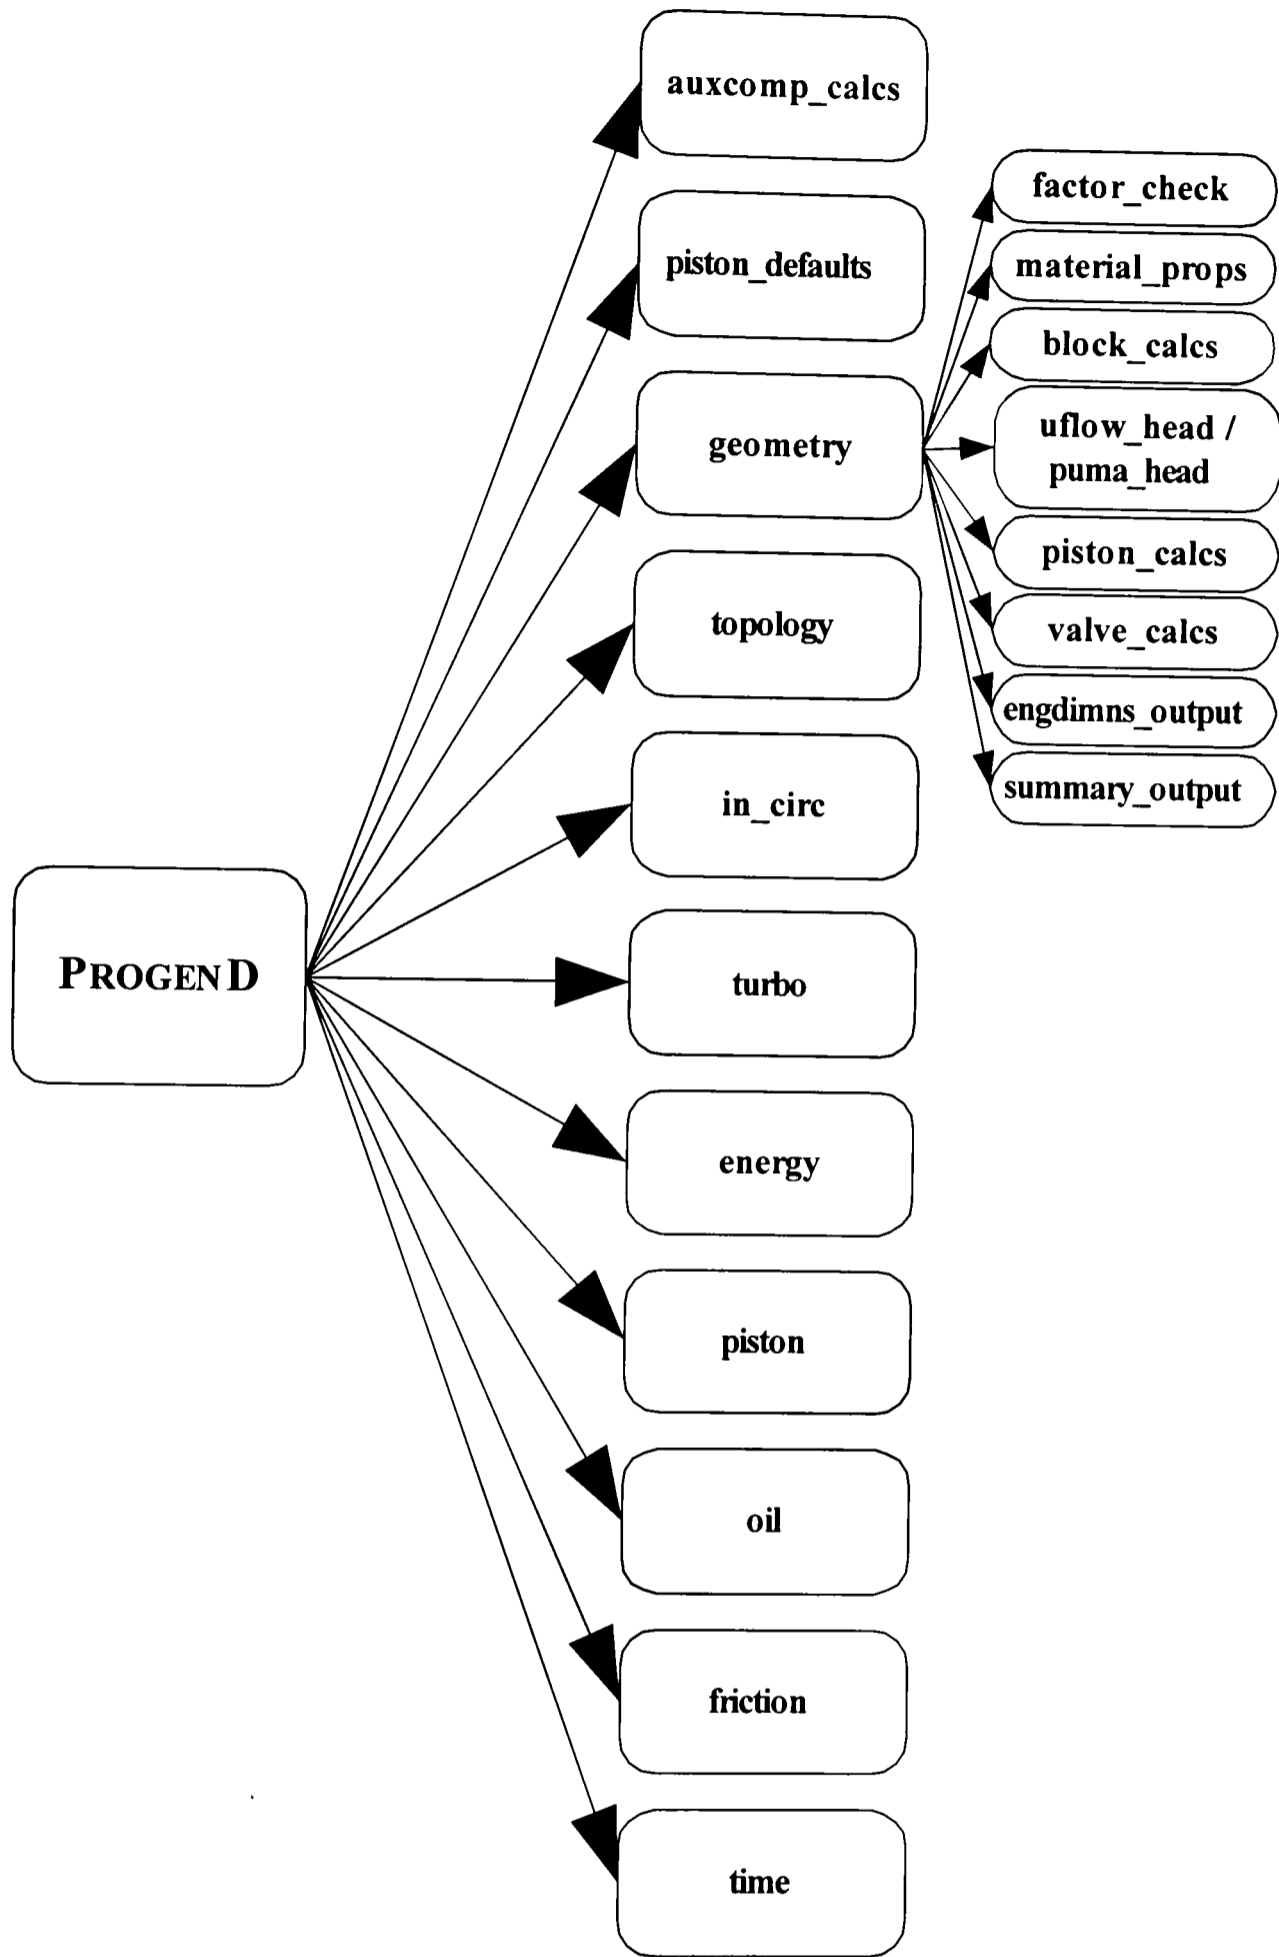 auxcomp_calcs
piston_defaults
geometry
topology
in_circ
turbo
energy
piston
oil
friction
time
PROGEND
factor_check
material_props
block_calcs
uflow_head /
puma_head
piston_calcs
valve_calcs
engdimns_output
summary_output